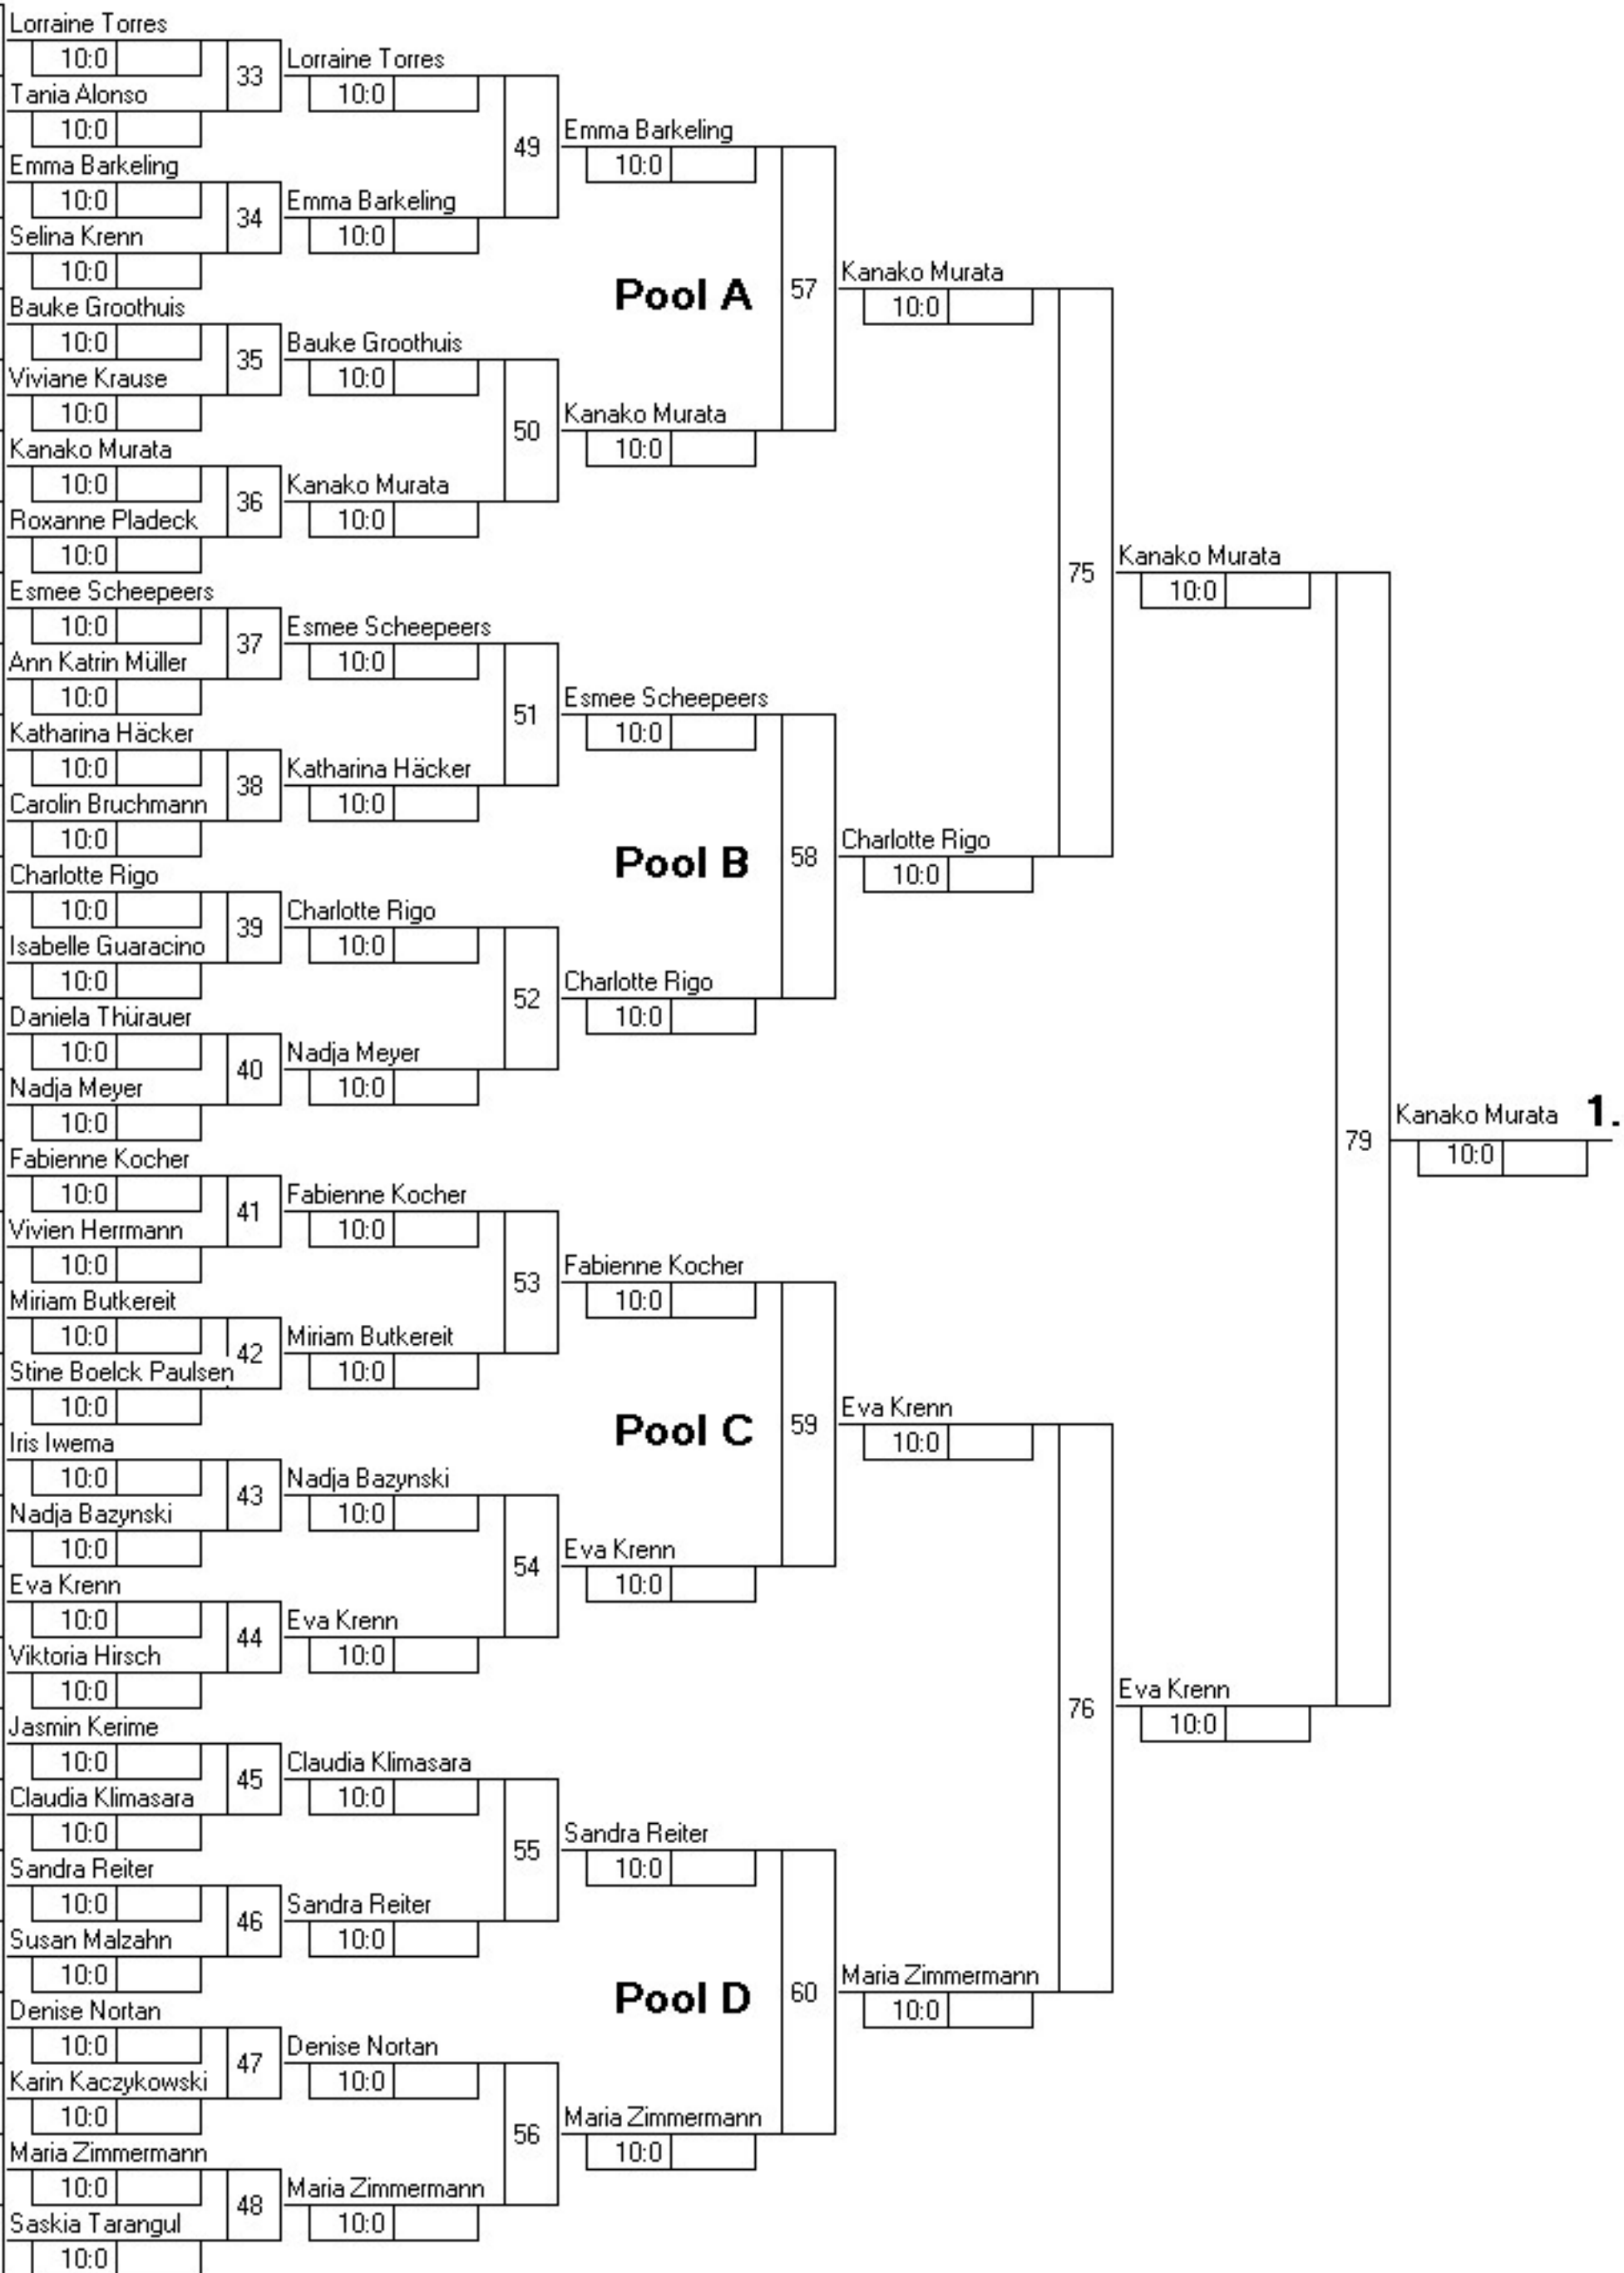 Lorraine Torres
10:0
33
Lorraine Torres
10:0
Tania Alonso
10:0
49
Emma Barkeling
10:0
Emma Barkeling
10:0
34
Emma Barkeling
10:0
Selina Krenn
10:0
Pool A
57
Kanako Murata
10:0
Bauke Groothuis
10:0
35
Bauke Groothuis
10:0
Viviane Krause
10:0
50
Kanako Murata
10:0
Kanako Murata
10:0
36
Kanako Murata
10:0
Roxanne Pladeck
10:0
75
Kanako Murata
10:0
Esmee Scheepeers
10:0
37
Esmee Scheepeers
10:0
Ann Katrin Müller
10:0
51
Esmee Scheepeers
10:0
Katharina Häcker
10:0
38
Katharina Häcker
10:0
Carolin Bruchmann
10:0
Pool B
58
Charlotte Rigo
10:0
Charlotte Rigo
10:0
39
Charlotte Rigo
10:0
Isabelle Guaracino
10:0
52
Charlotte Rigo
10:0
Daniela Thürauer
10:0
40
Nadja Meyer
10:0
Nadja Meyer
10:0
79
Kanako Murata 1.
10:0
Fabienne Kocher
10:0
41
Fabienne Kocher
10:0
Vivien Herrmann
10:0
53
Fabienne Kocher
10:0
Miriam Butkereit
10:0
42
Miriam Butkereit
10:0
Stine Boelck Paulsen
10:0
Pool C
59
Eva Krenn
10:0
Iris Iwema
10:0
43
Nadja Bazynski
10:0
Nadja Bazynski
10:0
54
Eva Krenn
10:0
Eva Krenn
10:0
44
Eva Krenn
10:0
Viktoria Hirsch
10:0
76
Eva Krenn
10:0
Jasmin Kerime
10:0
45
Claudia Klimasara
10:0
Claudia Klimasara
10:0
55
Sandra Reiter
10:0
Sandra Reiter
10:0
46
Sandra Reiter
10:0
Susan Malzahn
10:0
Pool D
60
Maria Zimmermann
10:0
Denise Nortan
10:0
47
Denise Nortan
10:0
Karin Kaczykowski
10:0
56
Maria Zimmermann
10:0
Maria Zimmermann
10:0
48
Maria Zimmermann
10:0
Saskia Tarangul
10:0